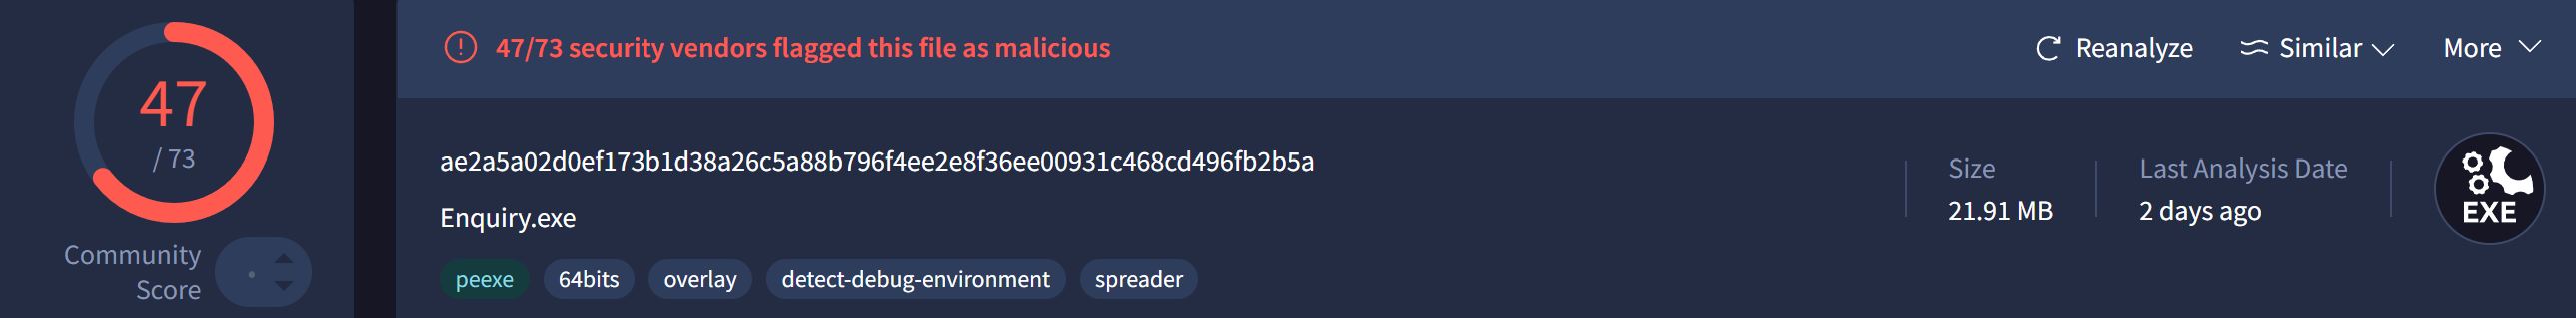 47
/ 73
Community
Score
47/73 security vendors flagged this file as malicious
Reanalyze
Similar
More
ae2a5a02d0ef173b1d38a26c5a88b796f4ee2e8f36ee00931c468cd496fb2b5a
Enquiry.exe
peexe
64bits
overlay
detect-debug-environment
spreader
Size
21.91 MB
Last Analysis Date
2 days ago
EXE